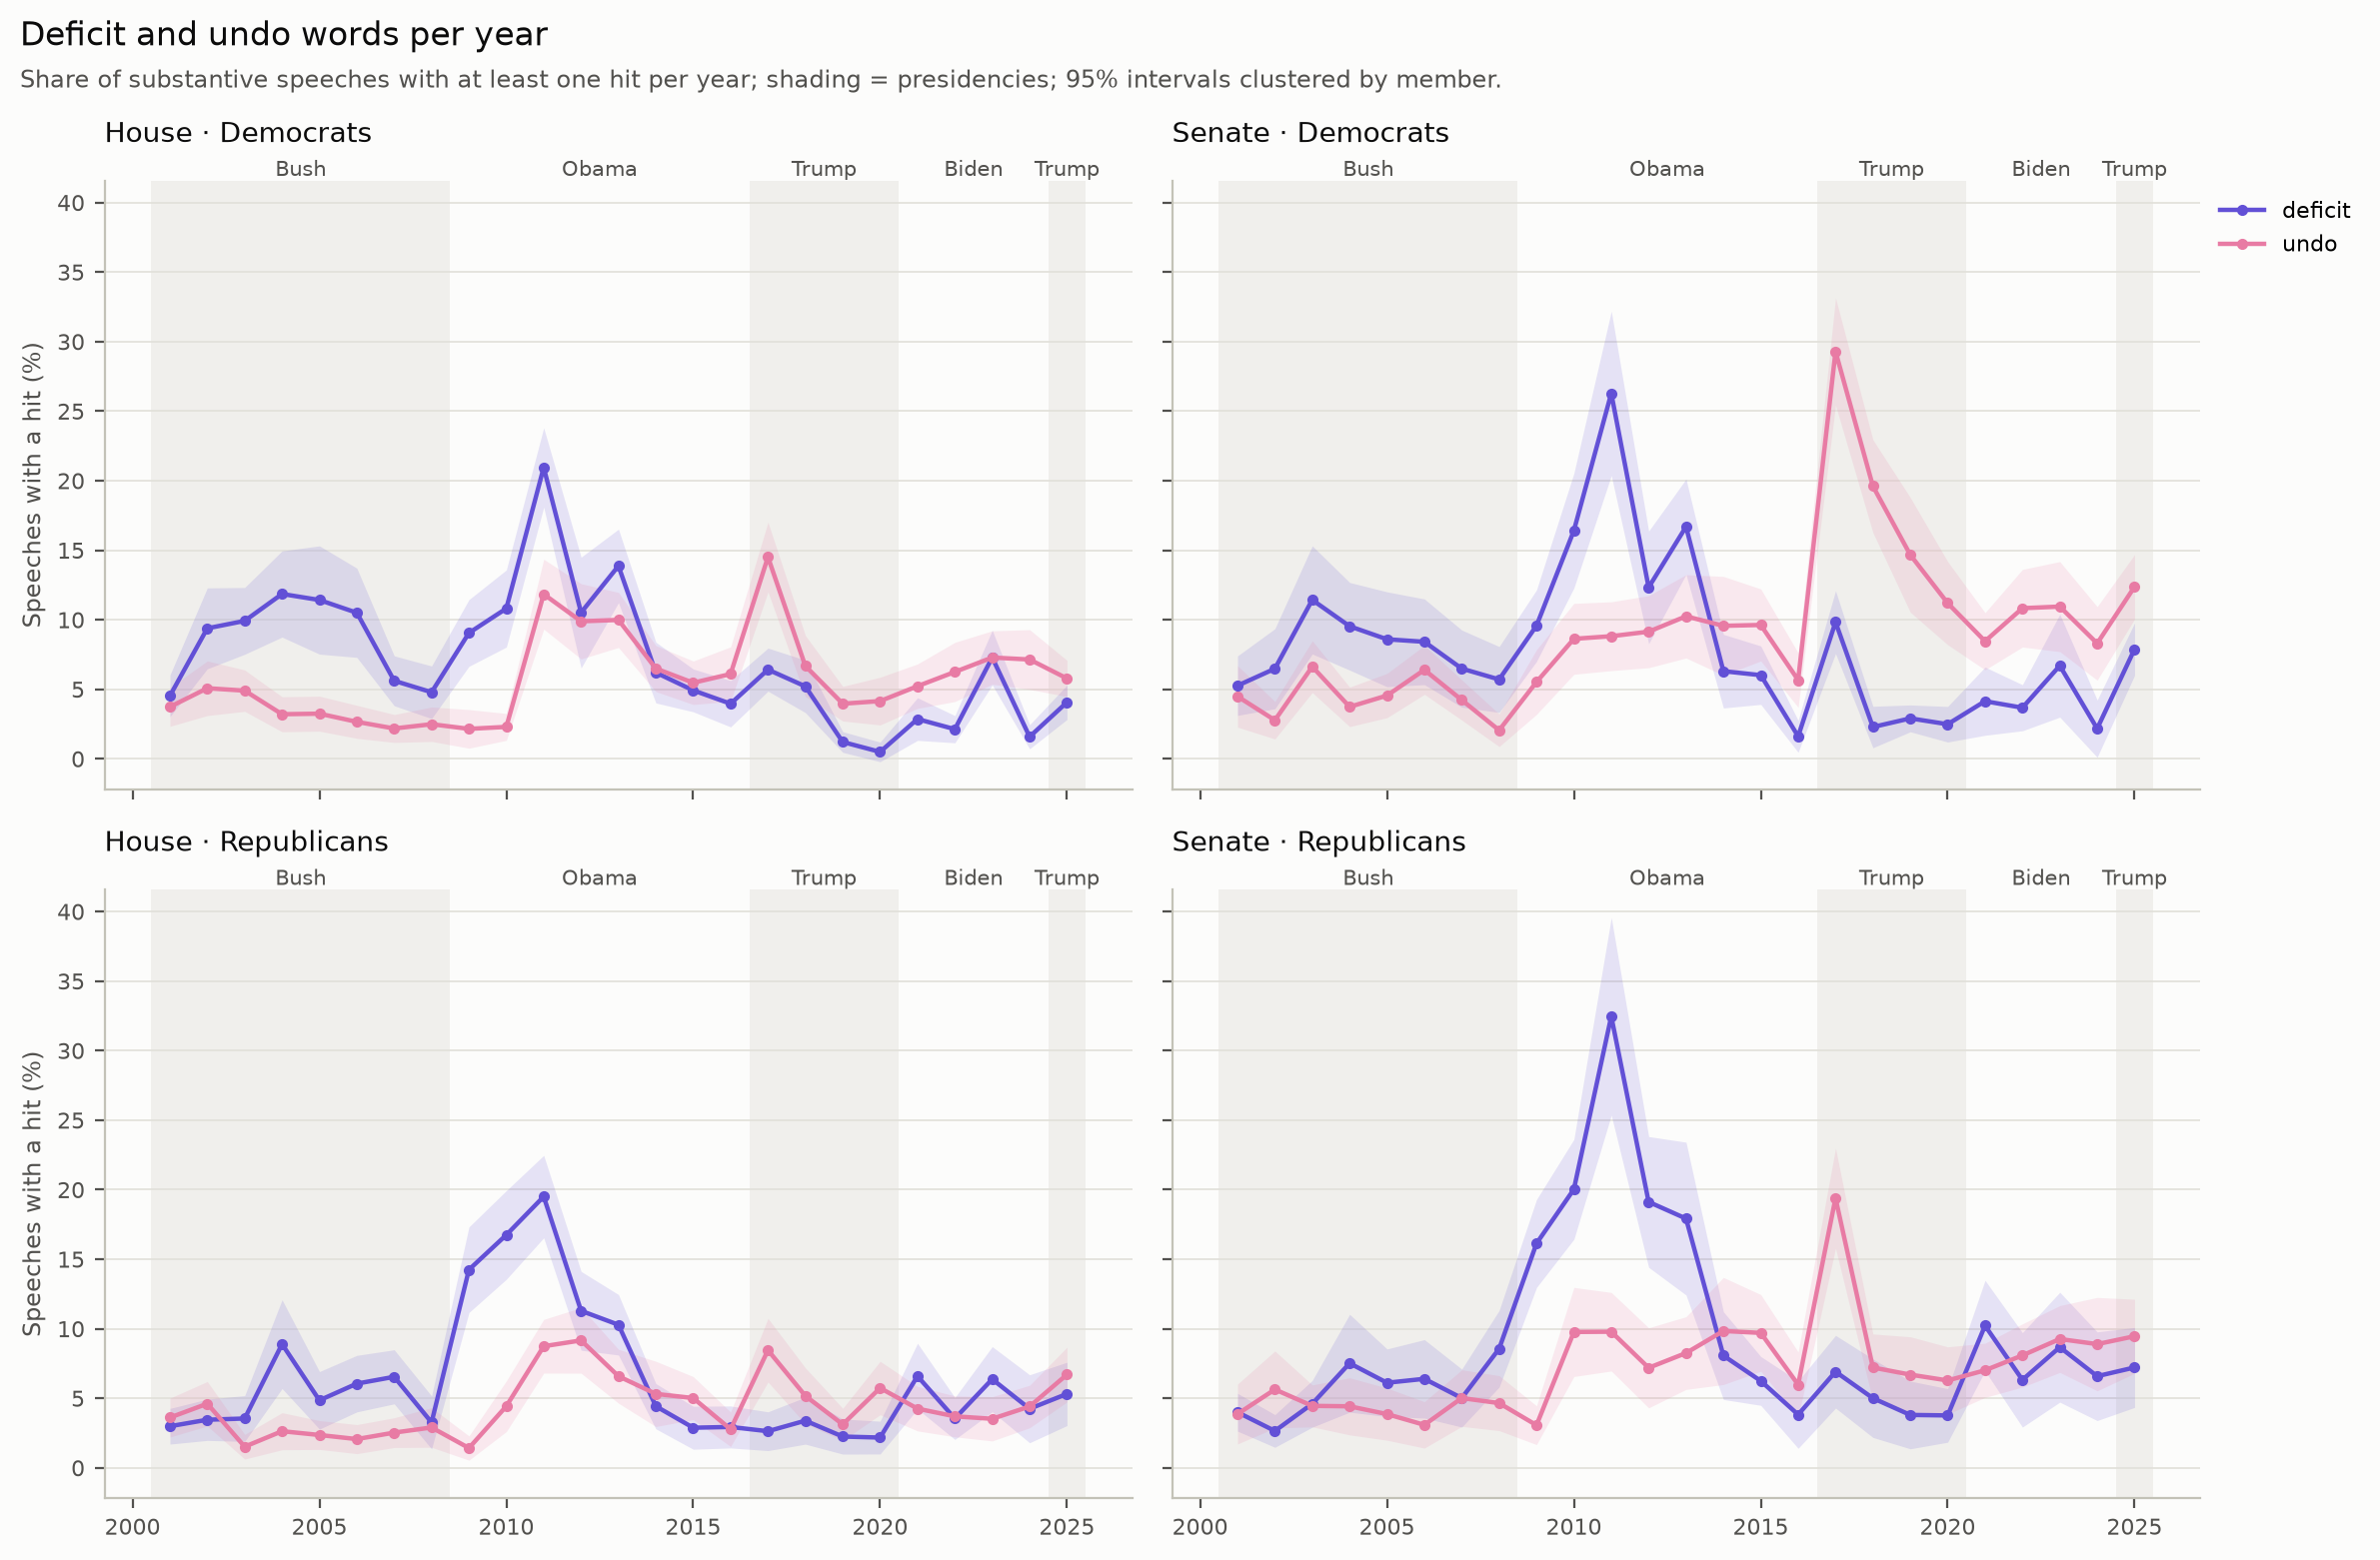 Deficit and undo words per year
Share of substantive speeches with at least one hit per year; shading = presidencies; 95% intervals clustered by member.
House · Democrats
Bush Obama Trump Biden Trump
Speeches with a hit (%)
40
35
30
25
20
15
10
5
0
Senate · Democrats
Bush Obama Trump Biden Trump
deficit
undo
House · Republicans
Bush Obama Trump Biden Trump
Speeches with a hit (%)
40
35
30
25
20
15
10
5
0
2000 2005 2010 2015 2020 2025
Senate · Republicans
Bush Obama Trump Biden Trump
2000 2005 2010 2015 2020 2025